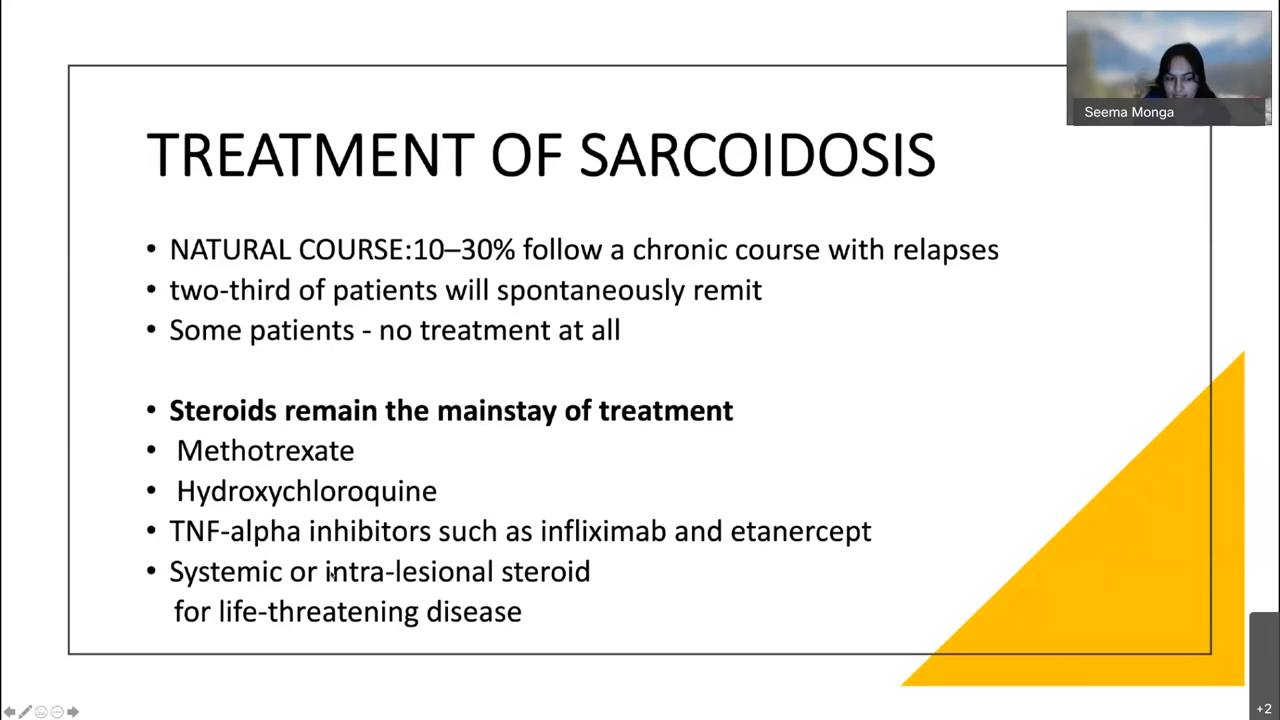 Seema Monga
TREATMENT OF SARCOIDOSIS
• NATURAL COURSE:10–30% follow a chronic course with relapses
• two-third of patients will spontaneously remit
• Some patients - no treatment at all
• Steroids remain the mainstay of treatment
• Methotrexate
• Hydroxychloroquine
• TNF-alpha inhibitors such as infliximab and etanercept
• Systemic or intra-lesional steroid
for life-threatening disease
+2